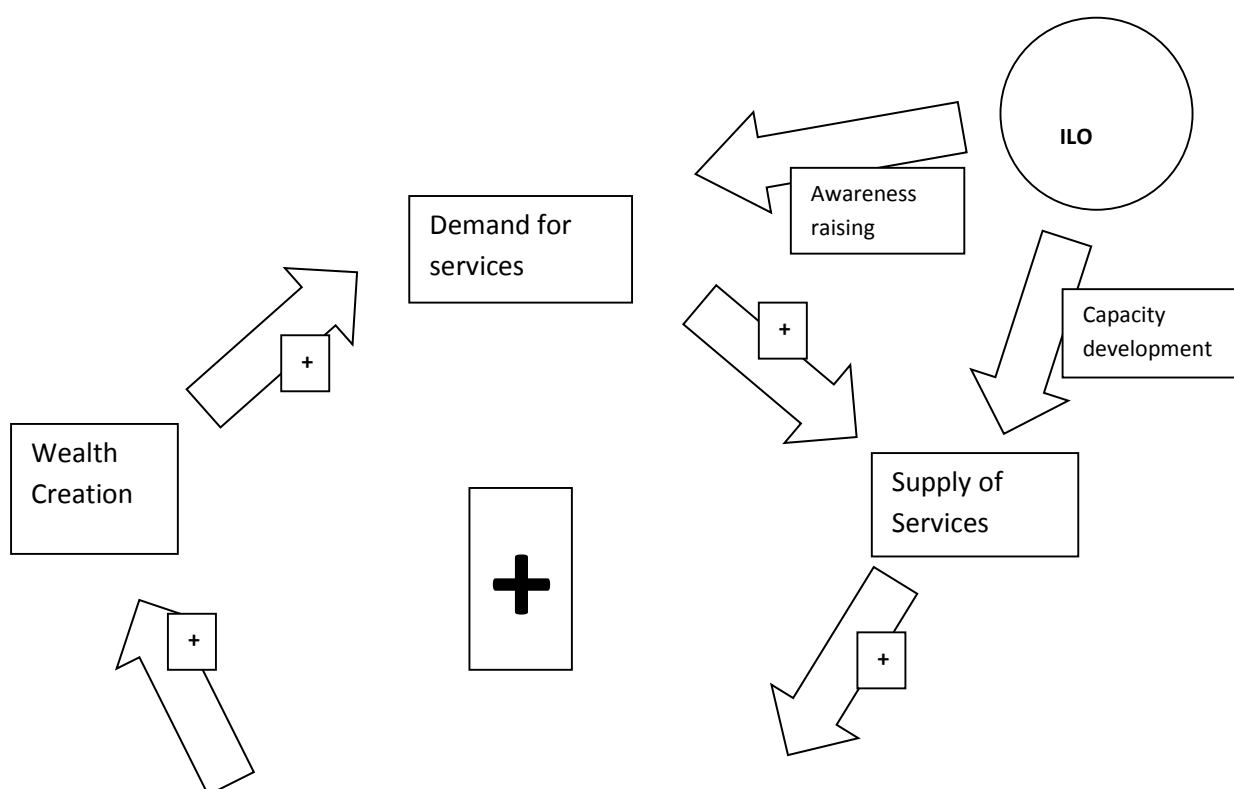 ILO
Awareness
raising
Demand for
services
+
Capacity
development
+
Wealth
Creation
Supply of
Services
+
+
+